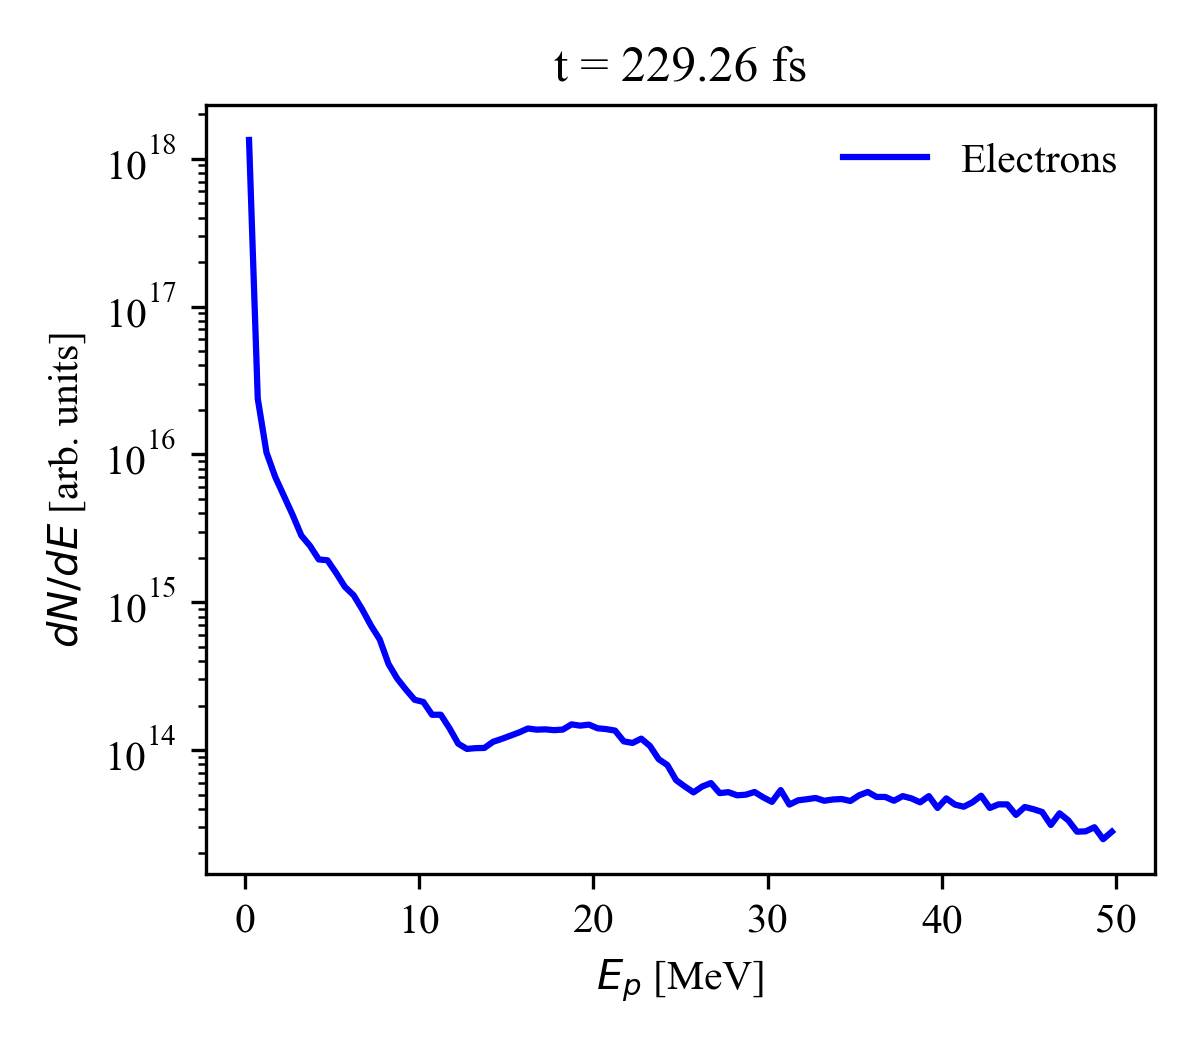 t = 229.26 fs
Electrons
10^18
10^17
10^16
10^15
10^14
dN/dE [arb. units]
0 10 20 30 40 50
E_p [MeV]